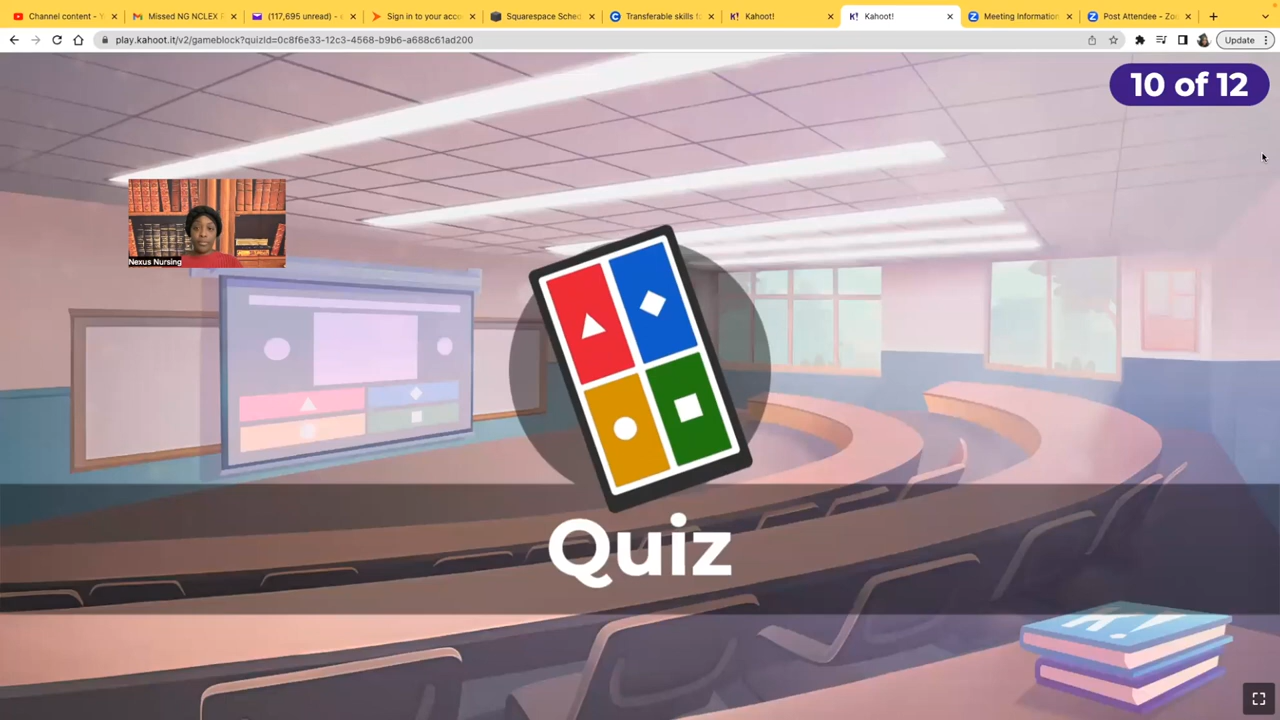 Channel content - Y
Missed NG NCLEX F
(117,695 unread) -
Sign in to your acc
Squarespace Sched
Transferable skills f
Kahoot!
Kahoot!
Meeting Information
Post Attendee - Zo
play.kahoot.it/v2/gameblock?quizId=0c8f6e33-12c3-4568-b9b6-a688c61ad200
Update
10 of 12
Nexus Nursing
Quiz
K!